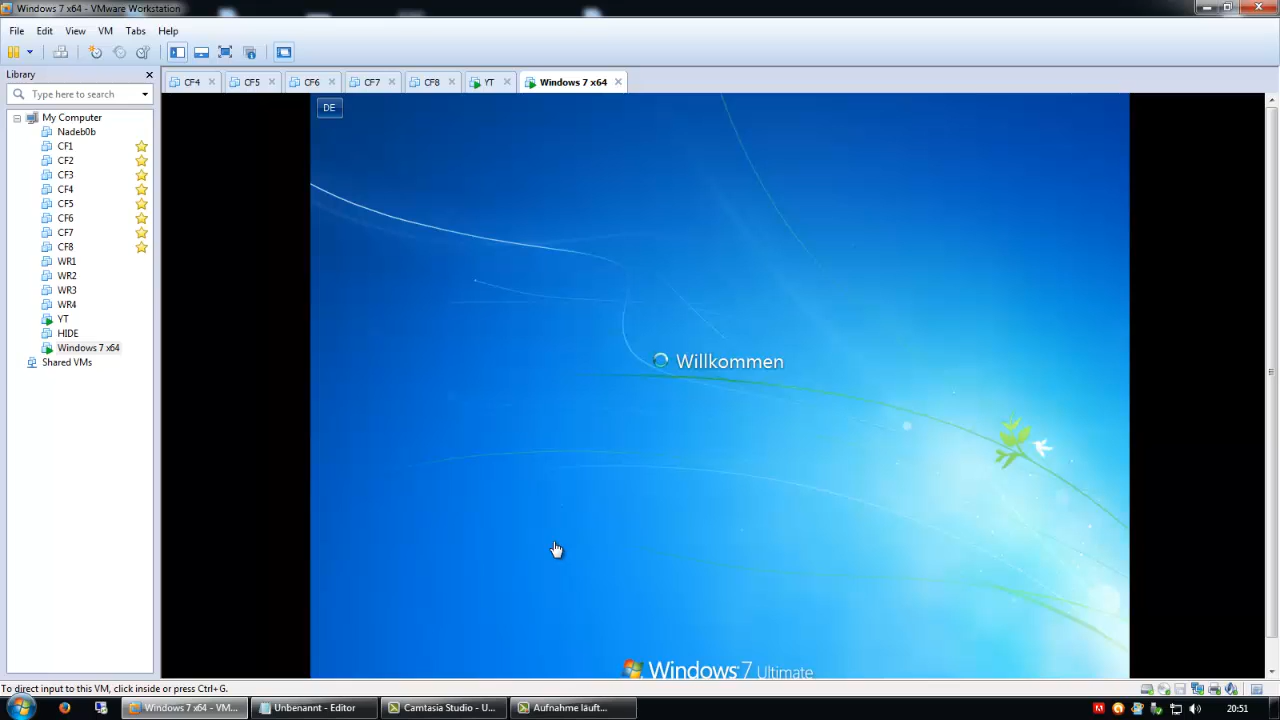 Windows 7 x64 - VMware Workstation
File Edit View VM Tabs Help
Library
Type here to search
CF4 CF5 CF6 CF7 CF8 YT Windows 7 x64
My Computer
Nadeb0b
CF1
CF2
CF3
CF4
CF5
CF6
CF7
CF8
WR1
WR2
WR3
WR4
YT
HIDE
Windows 7 x64
Shared VMs
DE
Willkommen
Windows 7 Ultimate
To direct input to this VM, click inside or press Ctrl+G.
Windows 7 x64 - VM... Unbenannt - Editor Camtasia Studio - U... Aufnahme läuft... 20:51